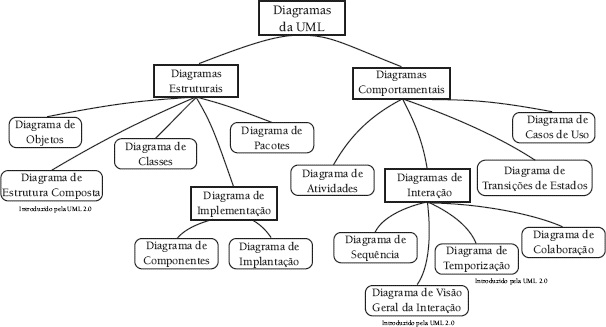 Diagramas
da UML
Diagramas
Estruturais
Diagramas
Comportamentais
Diagrama de
Objetos
Diagrama de
Classes
Diagrama de
Pacotes
Diagrama de
Casos de Uso
Diagrama de
Estrutura Composta
Introduzido pela UML 2.0
Diagrama de
Implementação
Diagrama de
Atividades
Diagramas de
Interação
Diagrama de
Transições de Estados
Diagrama de
Componentes
Diagrama de
Implantação
Diagrama de
Sequência
Diagrama de
Temporização
Introduzido pela UML 2.0
Diagrama de
Colaboração
Diagrama de Visão
Geral da Interação
Introduzido pela UML 2.0